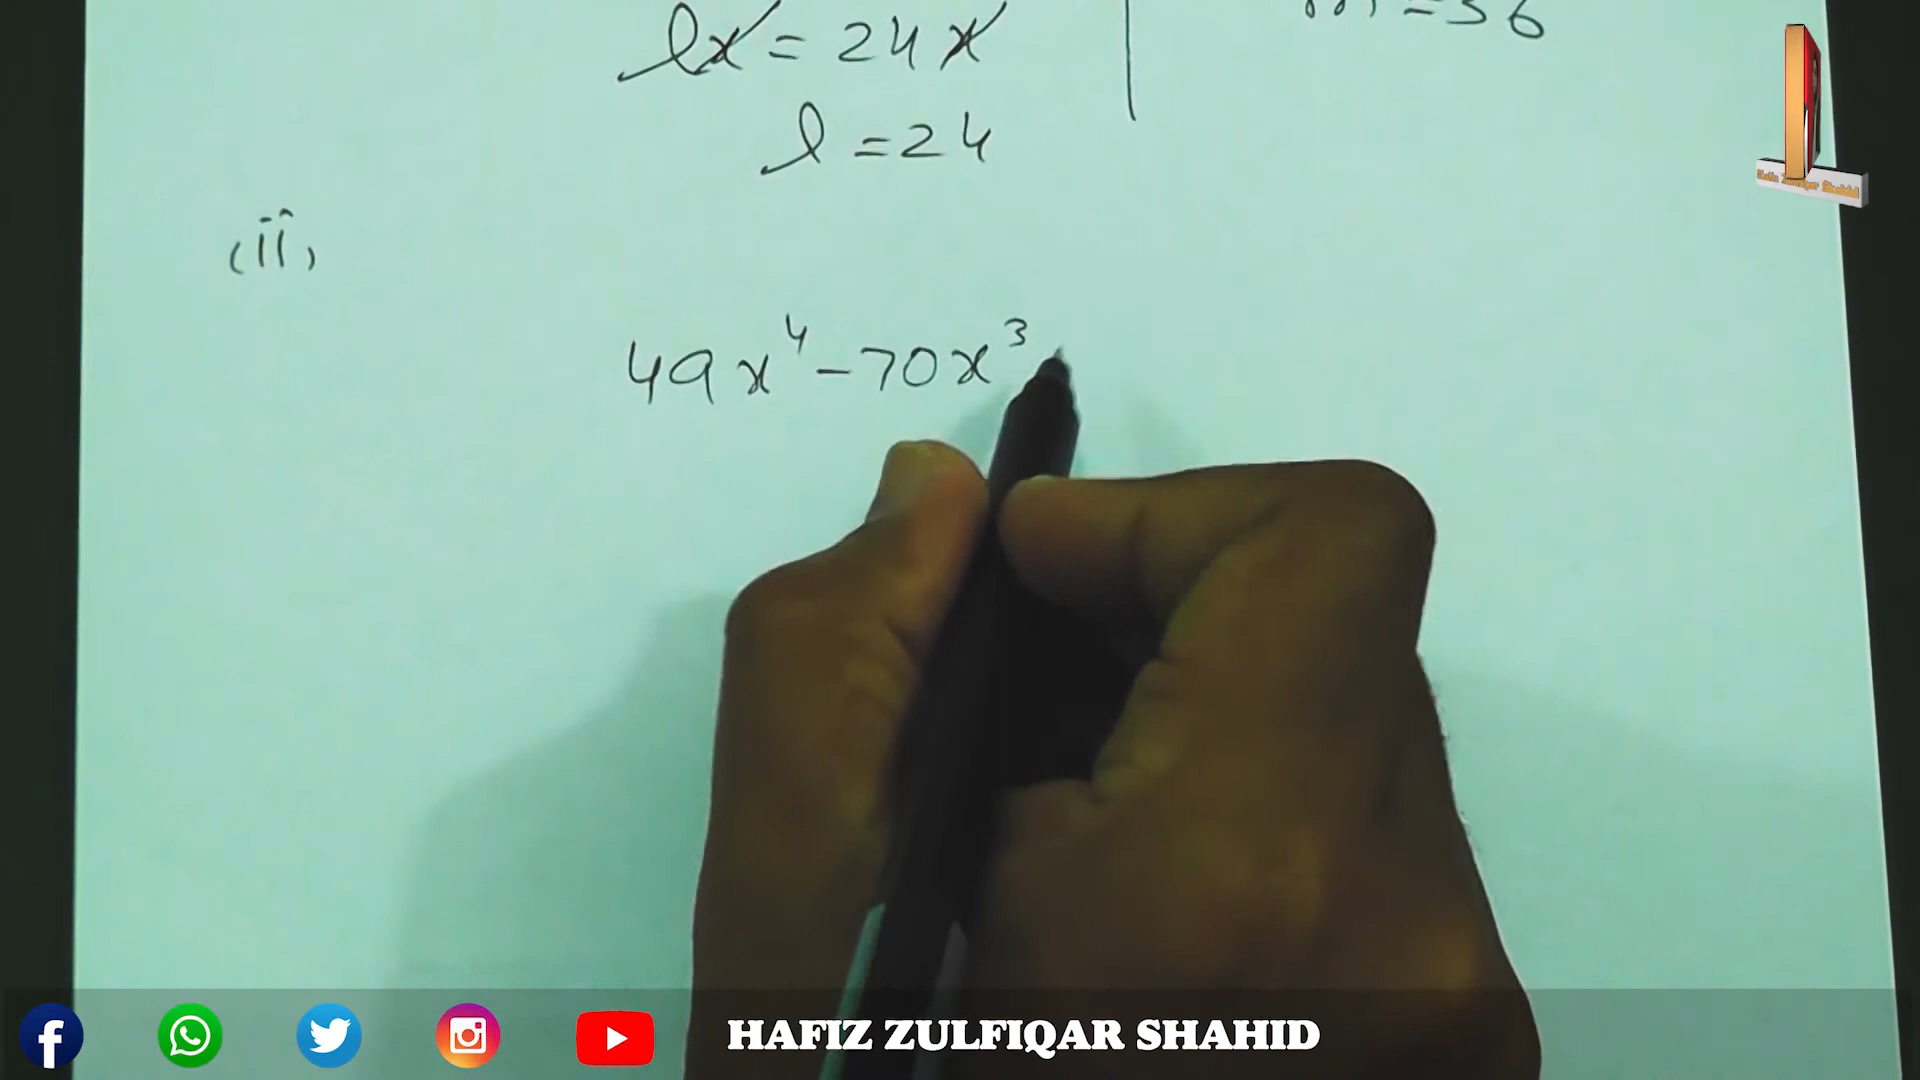 lx = 24x
l = 24
(ii)
49x⁴ - 70x³
HAFIZ ZULFIQAR SHAHID